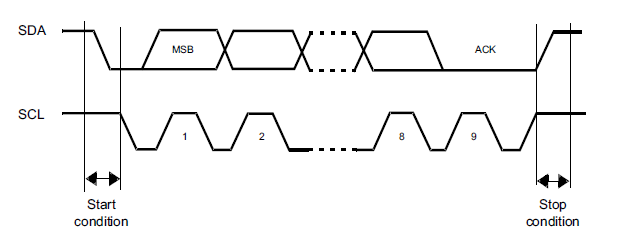 SDA
MSB
ACK
SCL
1
2
8
9
Start
condition
Stop
condition